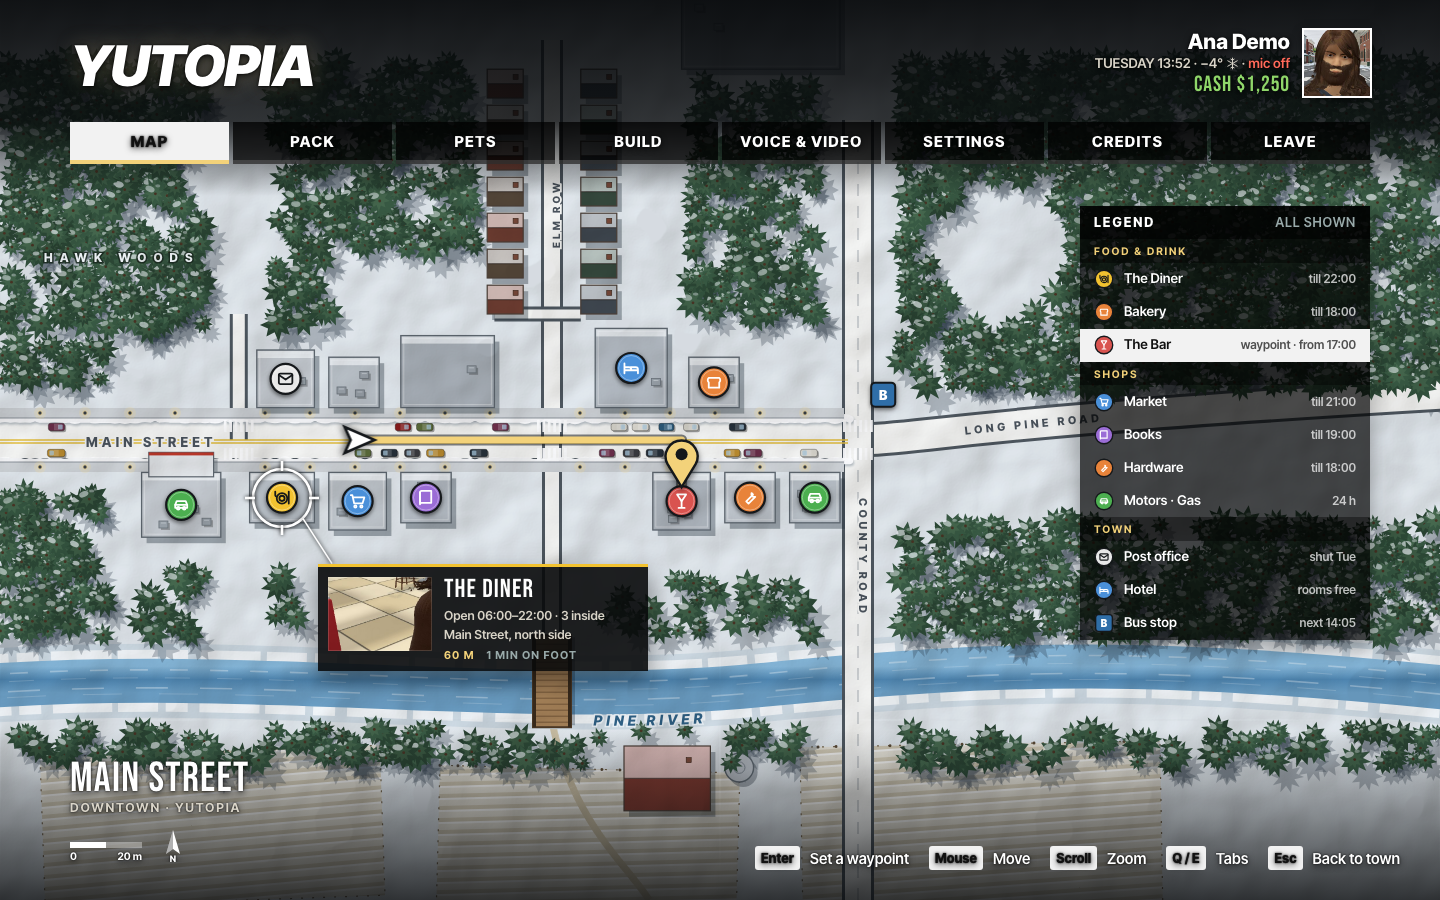 YUTOPIA
Ana Demo
TUESDAY 13:52 · −4° · mic off
CASH $1,250
MAP
PACK
PETS
BUILD
VOICE & VIDEO
SETTINGS
CREDITS
LEAVE
ELM ROW
HAWK WOODS
LEGEND ALL SHOWN
FOOD & DRINK
The Diner till 22:00
Bakery till 18:00
The Bar waypoint · from 17:00
SHOPS
Market till 21:00
Books till 19:00
Hardware till 18:00
Motors · Gas 24 h
TOWN
Post office shut Tue
Hotel rooms free
B Bus stop next 14:05
B
LONG PINE ROAD
MAIN STREET
COUNTY ROAD
THE DINER
Open 06:00–22:00 · 3 inside
Main Street, north side
60 M 1 MIN ON FOOT
PINE RIVER
MAIN STREET
DOWNTOWN · YUTOPIA
0 20 m N
Enter Set a waypoint Mouse Move Scroll Zoom Q / E Tabs Esc Back to town